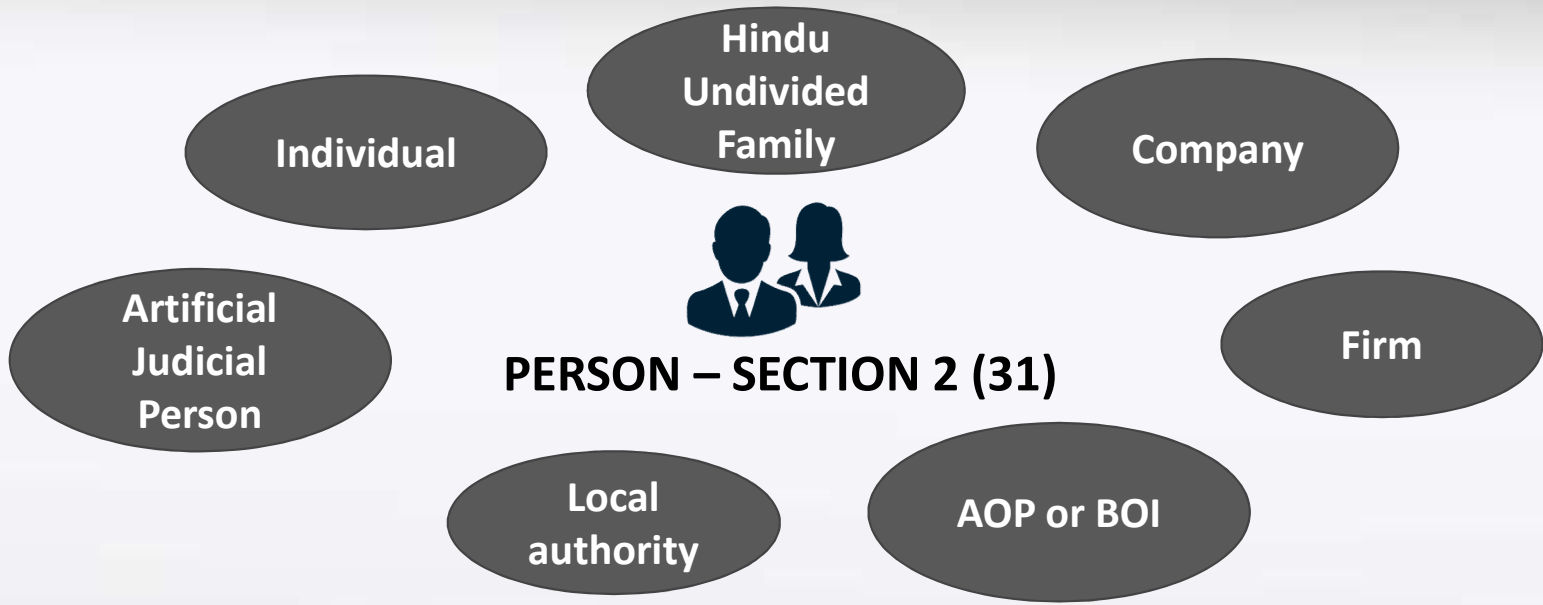 Hindu
Undivided
Family
Individual
Company
Artificial
Judicial
Person
PERSON – SECTION 2 (31)
Firm
Local
authority
AOP or BOI